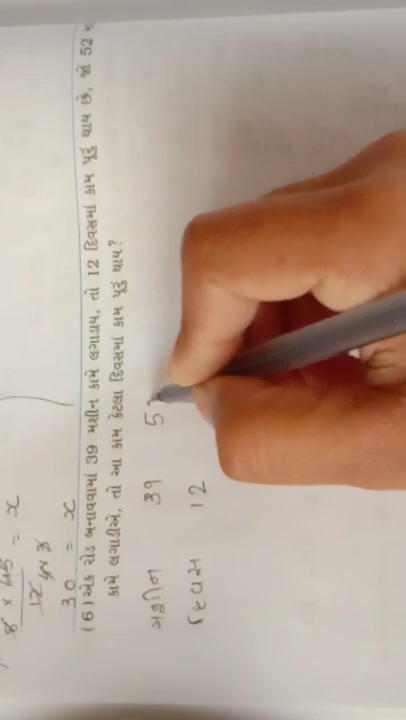 8 × 45 = x
12
30 = x
(6) એક રોડ બનાવવામાં 39 મશીન કામે લગાડાય, તો 12 દિવસમાં કામ પૂરું થાય છે. જો 52
કામે લગાડીએ, તો આ કામ કેટલા દિવસમાં કામ પૂરું થાય?
મશીન 39 5
દિવસ 12